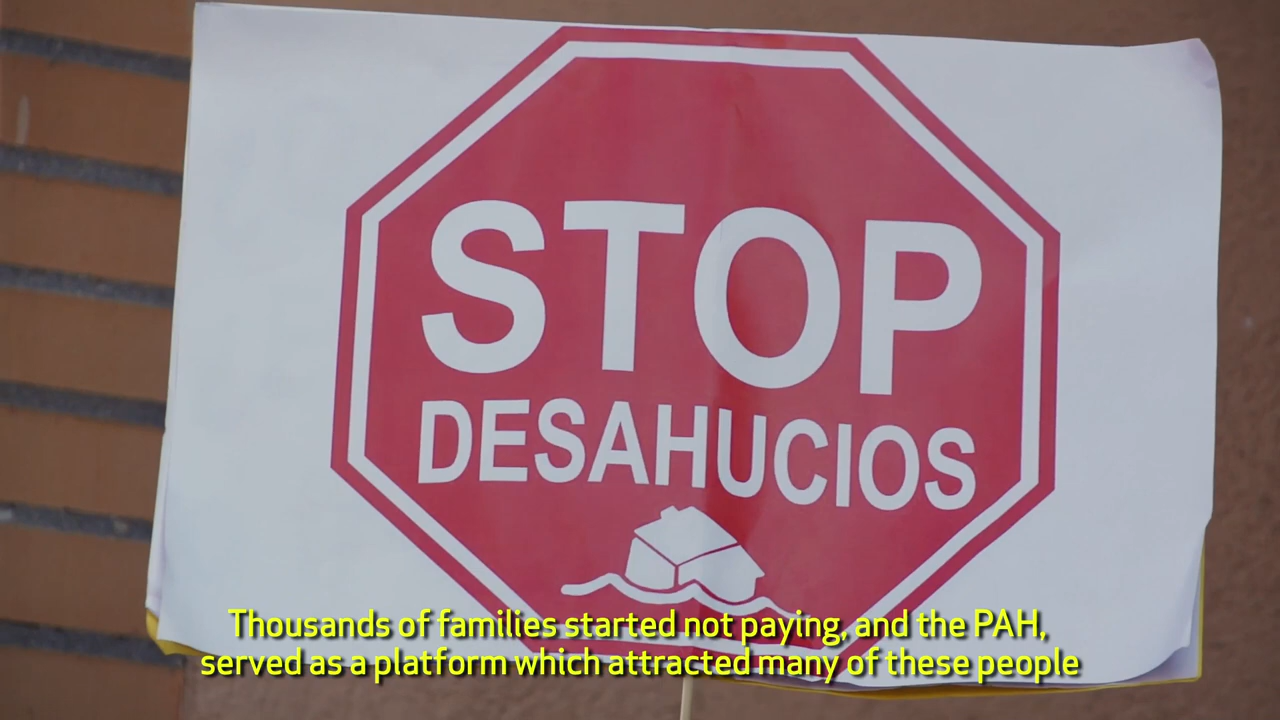 STOP
DESAHUCIOS
Thousands of families started not paying, and the PAH,
served as a platform which attracted many of these people